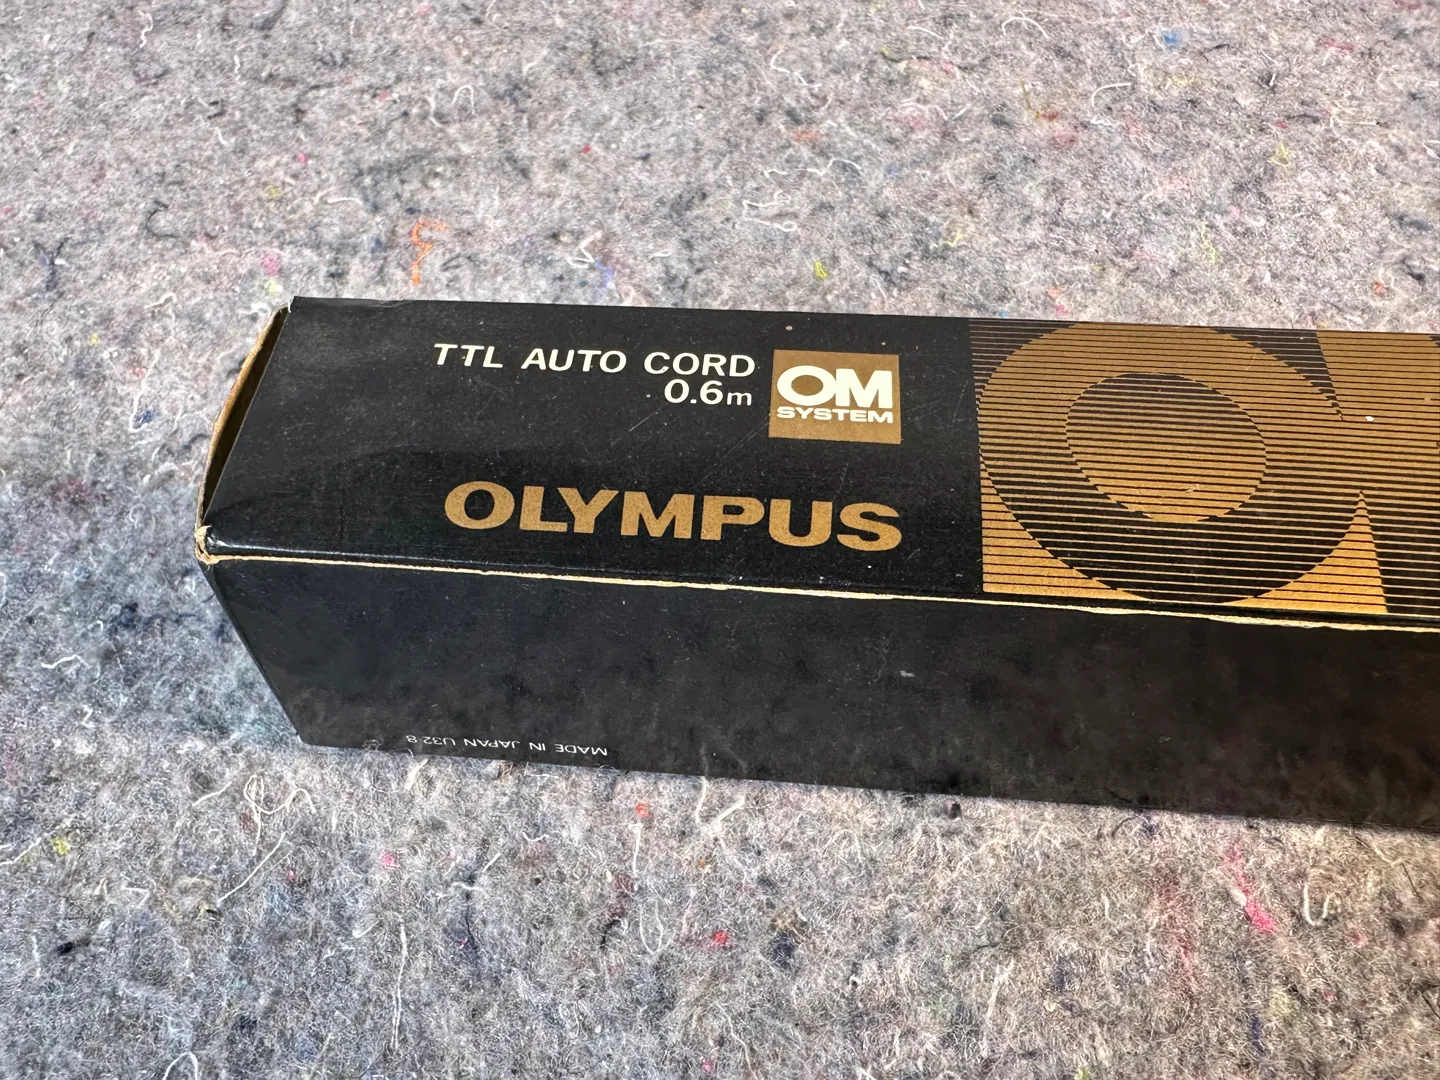 TTL AUTO CORD
0.6m
OM
SYSTEM
OLYMPUS
MADE IN JAPAN U32-8